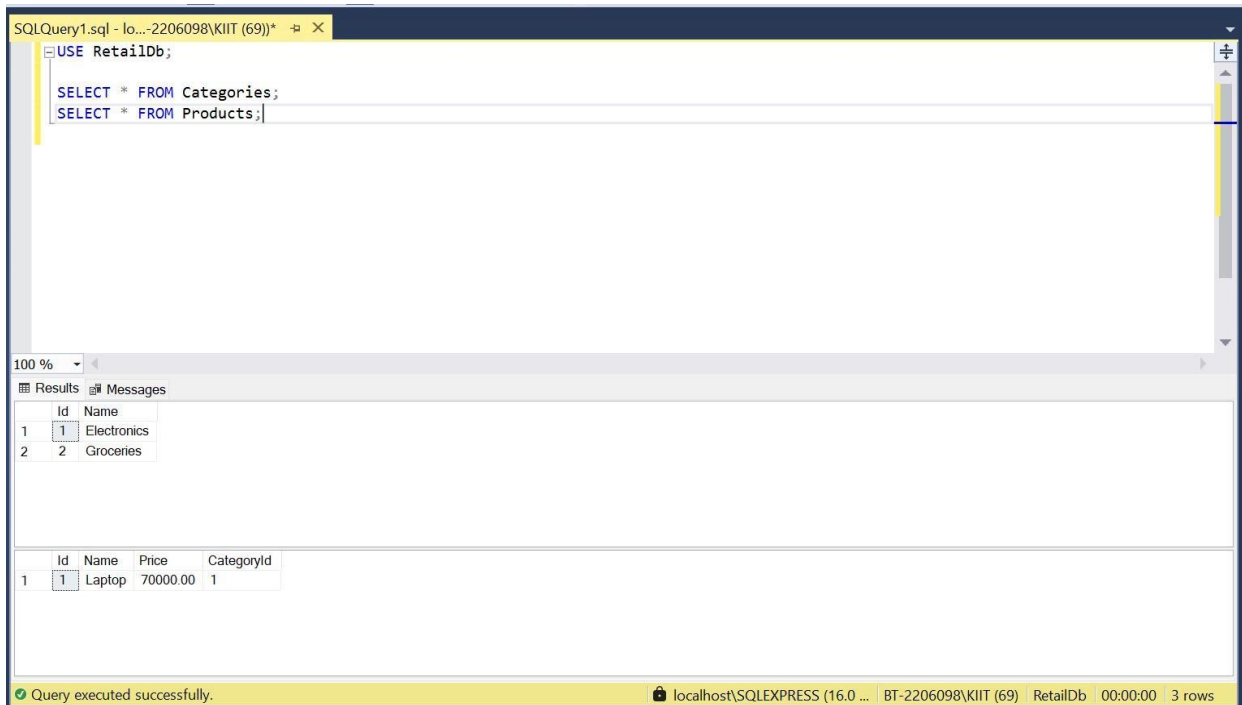 SQLQuery1.sql - lo...-2206098\KIIT (69))*
USE RetailDb;
SELECT * FROM Categories;
SELECT * FROM Products;
100 %
Results Messages
Id Name
1 1 Electronics
2 2 Groceries
Id Name Price CategoryId
1 1 Laptop 70000.00 1
Query executed successfully. localhost\SQLEXPRESS (16.0 ... BT-2206098\KIIT (69) RetailDb 00:00:00 3 rows